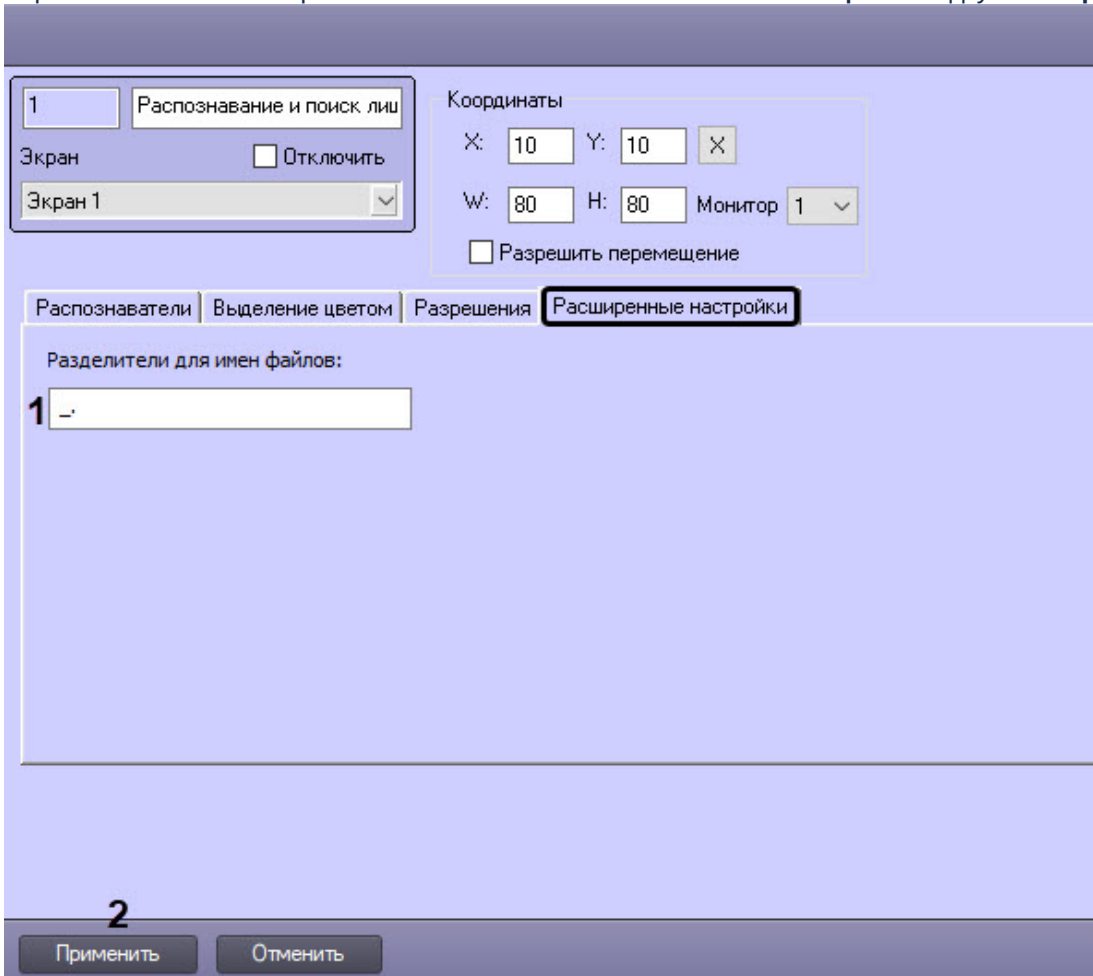 1 Распознавание и поиск лиц
Экран Отключить
Экран 1
Координаты
X: 10 Y: 10 X
W: 80 H: 80 Монитор 1
Разрешить перемещение
Распознаватели Выделение цветом Разрешения Расширенные настройки
Разделители для имен файлов:
1 _.
2
Применить Отменить